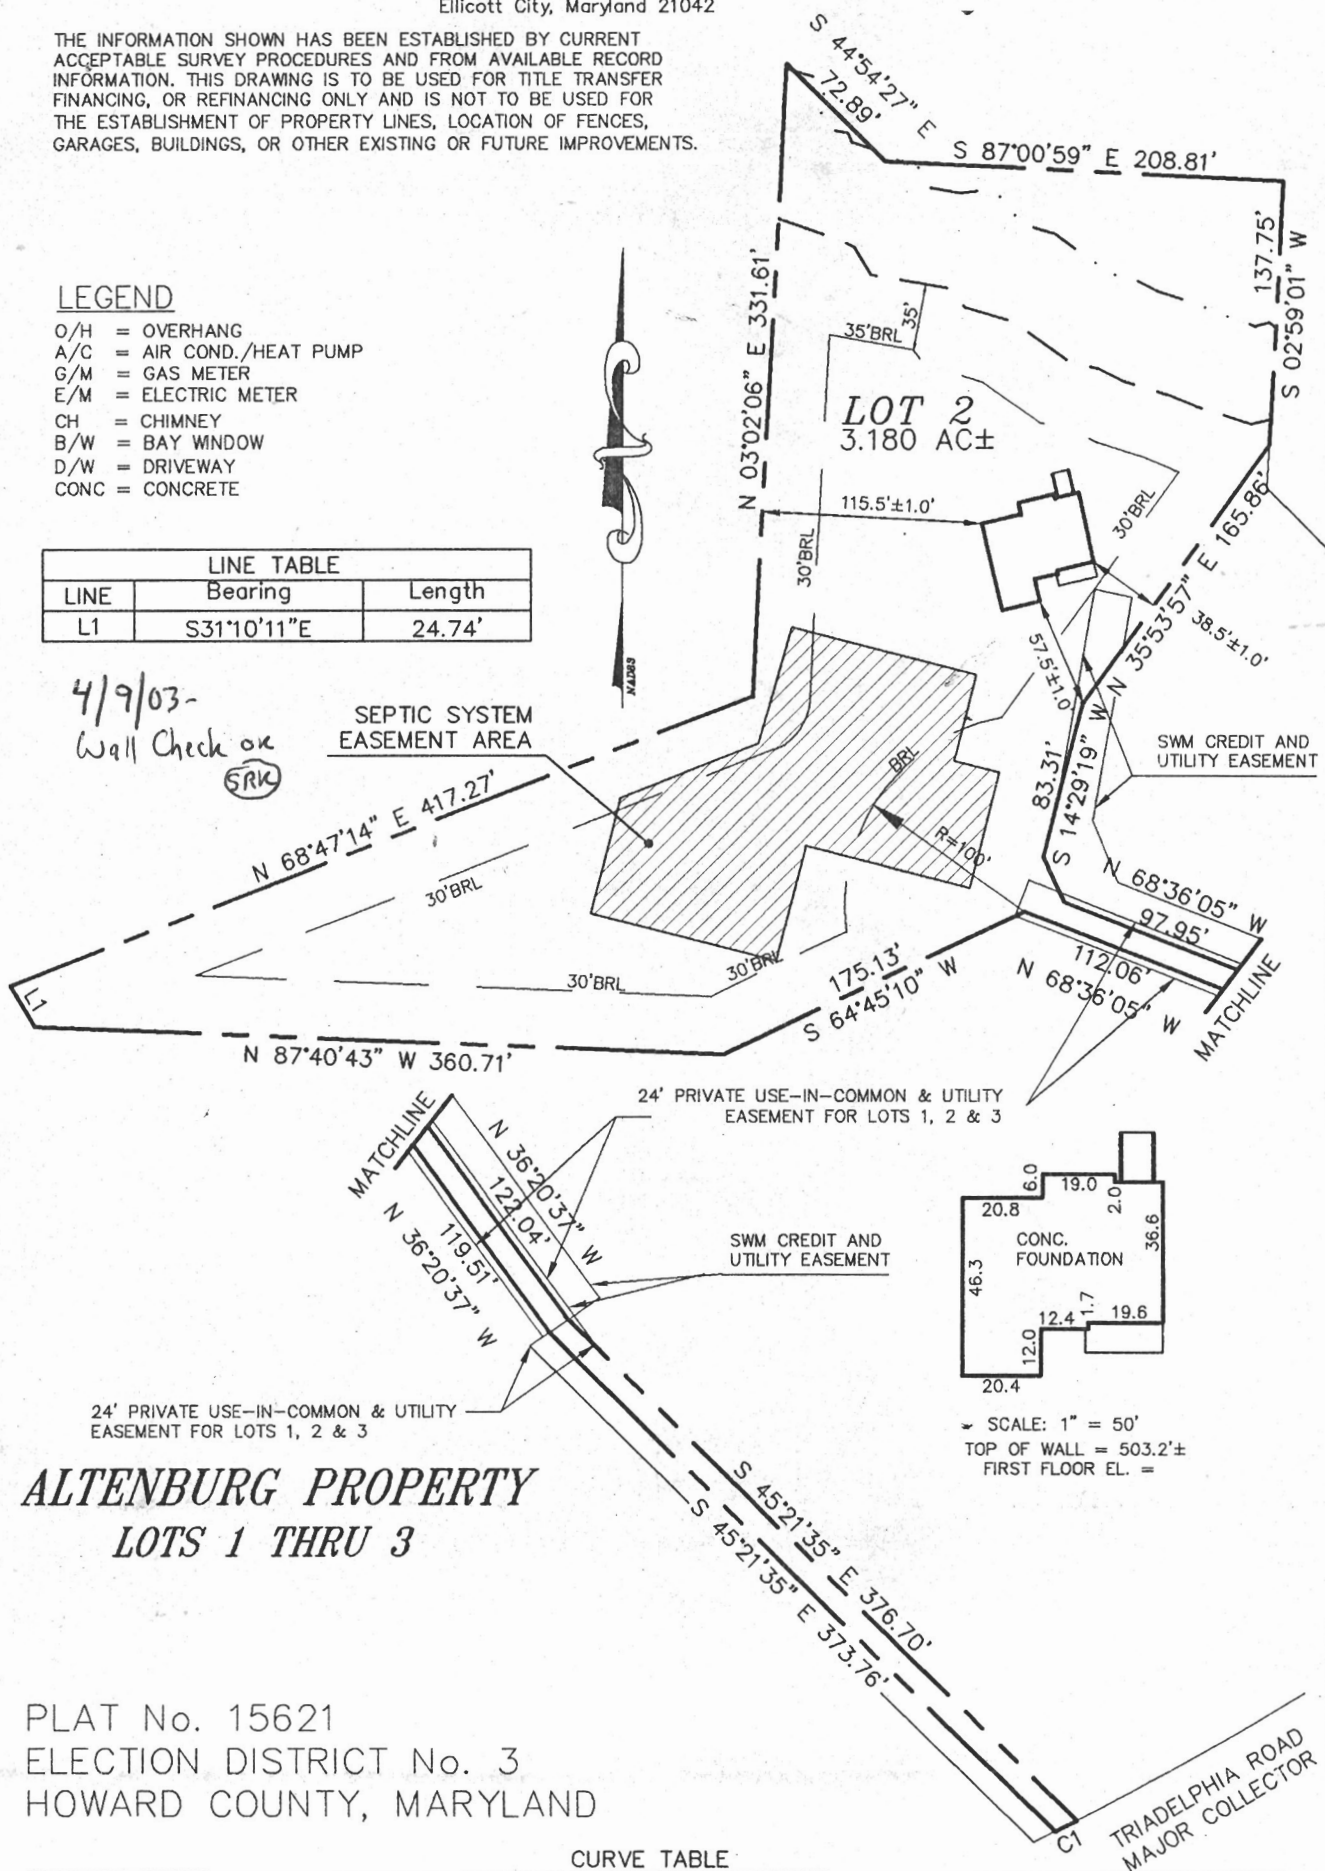 Ellicott City, Maryland 21042
THE INFORMATION SHOWN HAS BEEN ESTABLISHED BY CURRENT
ACCEPTABLE SURVEY PROCEDURES AND FROM AVAILABLE RECORD
INFORMATION. THIS DRAWING IS TO BE USED FOR TITLE TRANSFER
FINANCING, OR REFINANCING ONLY AND IS NOT TO BE USED FOR
THE ESTABLISHMENT OF PROPERTY LINES, LOCATION OF FENCES,
GARAGES, BUILDINGS, OR OTHER EXISTING OR FUTURE IMPROVEMENTS.
S 44°54'27" E
72.89'
S 87°00'59" E 208.81'
137.75'
S 02°59'01" W
N 03°02'06" E 331.61'
LEGEND
O/H = OVERHANG
A/C = AIR COND./HEAT PUMP
G/M = GAS METER
E/M = ELECTRIC METER
CH = CHIMNEY
B/W = BAY WINDOW
D/W = DRIVEWAY
CONC = CONCRETE
35'BRL
35'
LOT 2
3.180 AC±
115.5'±1.0'
30'BRL
30'BRL
N 35°53'57" E 165.86'
38.5'±1.0'
57.5'±1.0'
LINE TABLE
LINE Bearing Length
L1 S31°10'11"E 24.74'
NAD83
4/9/03-
Wall Check ok
SRK
SEPTIC SYSTEM
EASEMENT AREA
BRL
R=100'
83.31'
S 14°29'19" W
SWM CREDIT AND
UTILITY EASEMENT
N 68°47'14" E 417.27'
30'BRL
N 68°36'05" W
97.95'
112.06'
N 68°36'05" W
MATCHLINE
L1
30'BRL
30'BRL
175.13'
S 64°45'10" W
N 87°40'43" W 360.71'
24' PRIVATE USE-IN-COMMON & UTILITY
EASEMENT FOR LOTS 1, 2 & 3
MATCHLINE
N 36°20'37" W
122.04'
119.51'
N 36°20'37" W
SWM CREDIT AND
UTILITY EASEMENT
6.0
19.0
2.0
20.8
CONC.
FOUNDATION
36.6
46.3
12.4
1.7
19.6
12.0
20.4
SCALE: 1" = 50'
TOP OF WALL = 503.2'±
FIRST FLOOR EL. =
24' PRIVATE USE-IN-COMMON & UTILITY
EASEMENT FOR LOTS 1, 2 & 3
ALTENBURG PROPERTY
LOTS 1 THRU 3
S 45°21'35" E 376.70'
S 45°21'35" E 373.76'
PLAT No. 15621
ELECTION DISTRICT No. 3
HOWARD COUNTY, MARYLAND
C1
TRIADELPHIA ROAD
MAJOR COLLECTOR
CURVE TABLE